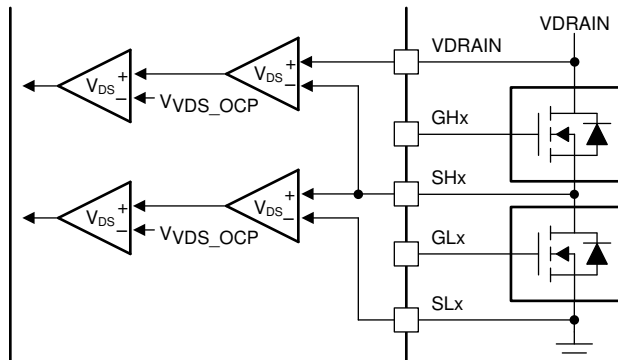 VDRAIN
VDRAIN
VDS
+
−
VDS
+
−
VVDS_OCP
GHx
SHx
VDS
+
−
VDS
+
−
VVDS_OCP
GLx
SLx